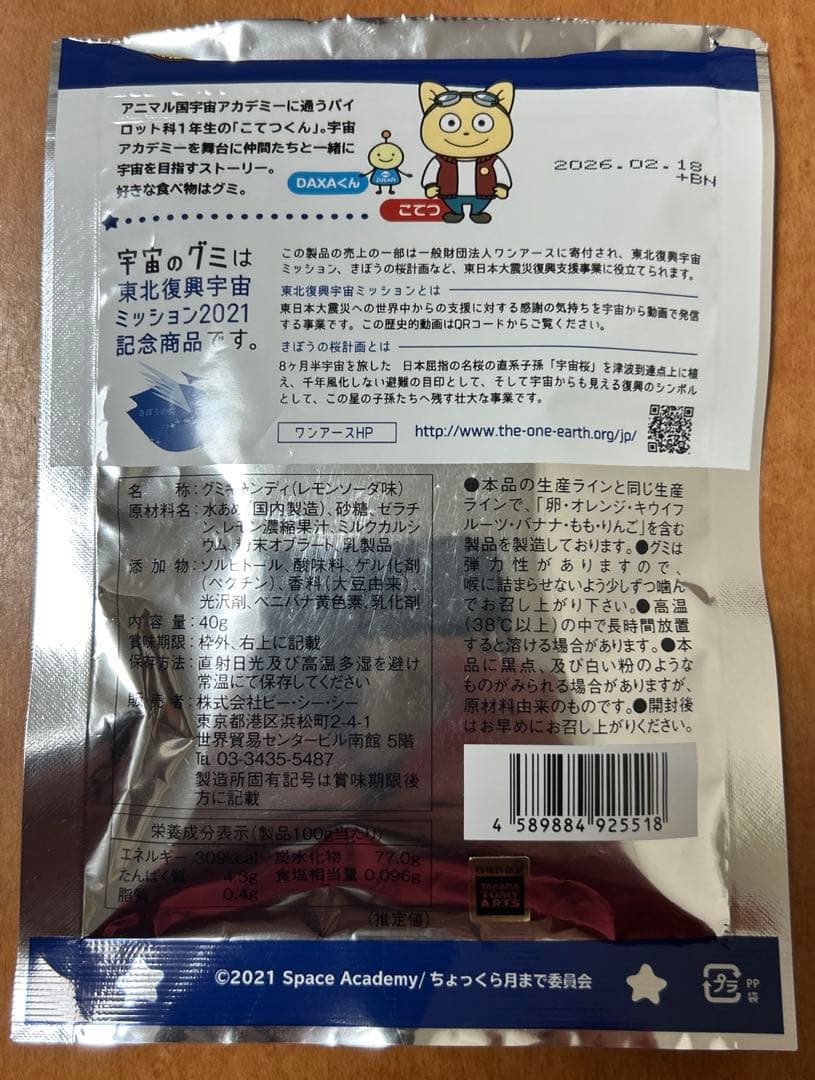 アニマル国宇宙アカデミーに通うパイ
ロット科1年生の「こてつくん」。宇宙
アカデミーを舞台に仲間たちと一緒に
宇宙を目指すストーリー。
好きな食べ物はグミ。
DAXAくん
こてつ
2026.02.18
+BN
宇宙のグミは
東北復興宇宙
ミッション2021
記念商品です。
きぼうの桜
この製品の売上の一部は一般財団法人ワンアースに寄付され、東北復興宇宙
ミッション、きぼうの桜計画など、東日本大震災復興支援事業に役立てられます。
東北復興宇宙ミッションとは
東日本大震災への世界中からの支援に対する感謝の気持ちを宇宙から動画で発信
する事業です。この歴史的動画はQRコードからご覧ください。
きぼうの桜計画とは
8ヶ月半宇宙を旅した 日本屈指の名桜の直系子孫「宇宙桜」を津波到達点上に植
え、千年風化しない避難の目印として、そして宇宙からも見える復興のシンボル
として、この星の子孫たちへ残す壮大な事業です。
ワンアースHP http://www.the-one-earth.org/jp/
名 称:グミキャンディ(レモンソーダ味)
原材料名:水あめ(国内製造)、砂糖、ゼラチ
ン、レモン濃縮果汁、ミルクカルシ
ウム、粉末オブラート、乳製品
添 加 物:ソルビトール、酸味料、ゲル化剤
(ペクチン)、香料(大豆由来)、
光沢剤、ベニバナ黄色素、乳化剤
内 容 量:40g
賞味期限:枠外、右上に記載
保存方法:直射日光及び高温多湿を避け
常温にて保存してください
販 売 者:株式会社ビー・シー・シー
東京都港区浜松町2-4-1
世界貿易センタービル南館 5階
TEL 03-3435-5487
製造所固有記号は賞味期限後
方に記載
栄養成分表示(製品100g当たり)
エネルギー 309kcal 炭水化物 77.0g
たんぱく質 4.3g 食塩相当量 0.096g
脂質 0.4g
(推定値)
●本品の生産ラインと同じ生産
ラインで、「卵・オレンジ・キウイフ
ルーツ・バナナ・もも・りんご」を含む
製品を製造しております。●グミは
弾力性がありますので、
喉に詰まらせないよう少しずつ噛ん
でお召し上がり下さい。●高温
(38℃以上)の中で長時間放置
すると溶ける場合があります。●本
品に黒点、及び白い粉のような
ものがみられる場合がありますが、
原材料由来のものです。●開封後
はお早めにお召し上がりください。
4 589884 925518
TAKARA
TOMY
ARTS
©2021 Space Academy/ちょっくら月まで委員会
プラ
PP
袋